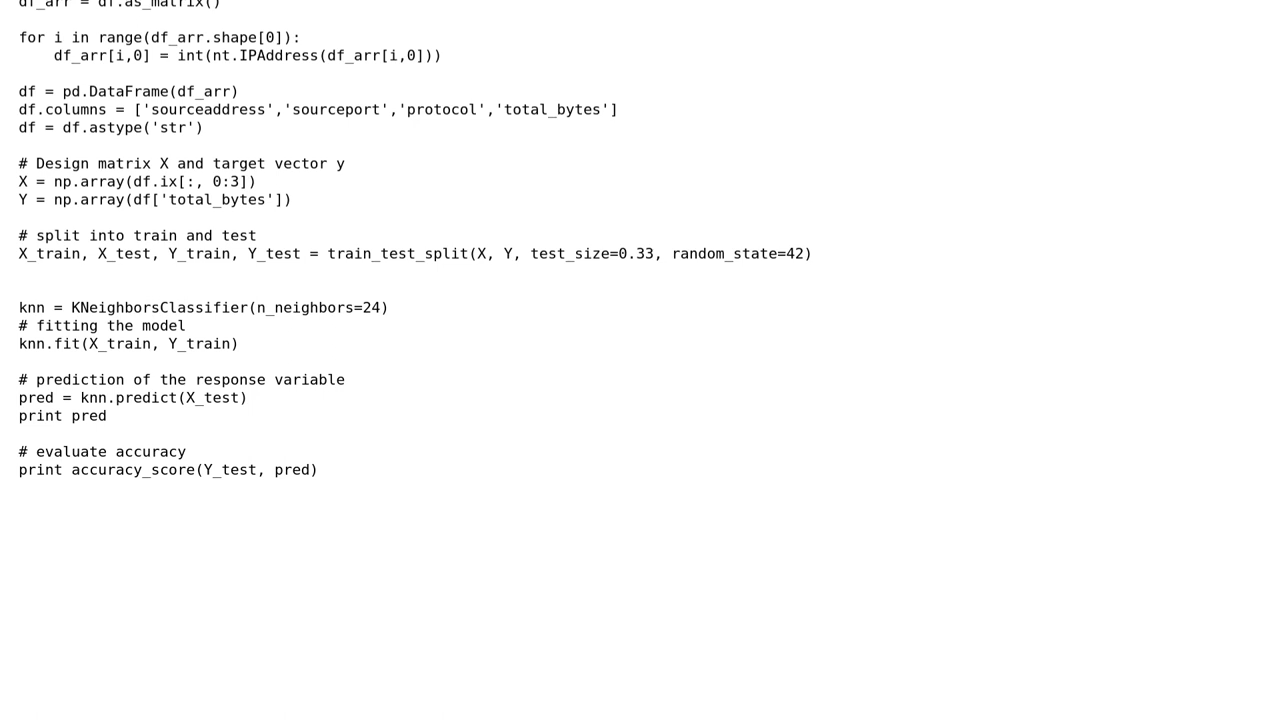 df_arr = df.as_matrix()
for i in range(df_arr.shape[0]):
    df_arr[i,0] = int(nt.IPAddress(df_arr[i,0]))
df = pd.DataFrame(df_arr)
df.columns = ['sourceaddress','sourceport','protocol','total_bytes']
df = df.astype('str')
# Design matrix X and target vector y
X = np.array(df.ix[:, 0:3])
Y = np.array(df['total_bytes'])
# split into train and test
X_train, X_test, Y_train, Y_test = train_test_split(X, Y, test_size=0.33, random_state=42)
knn = KNeighborsClassifier(n_neighbors=24)
# fitting the model
knn.fit(X_train, Y_train)
# prediction of the response variable
pred = knn.predict(X_test)
print pred
# evaluate accuracy
print accuracy_score(Y_test, pred)